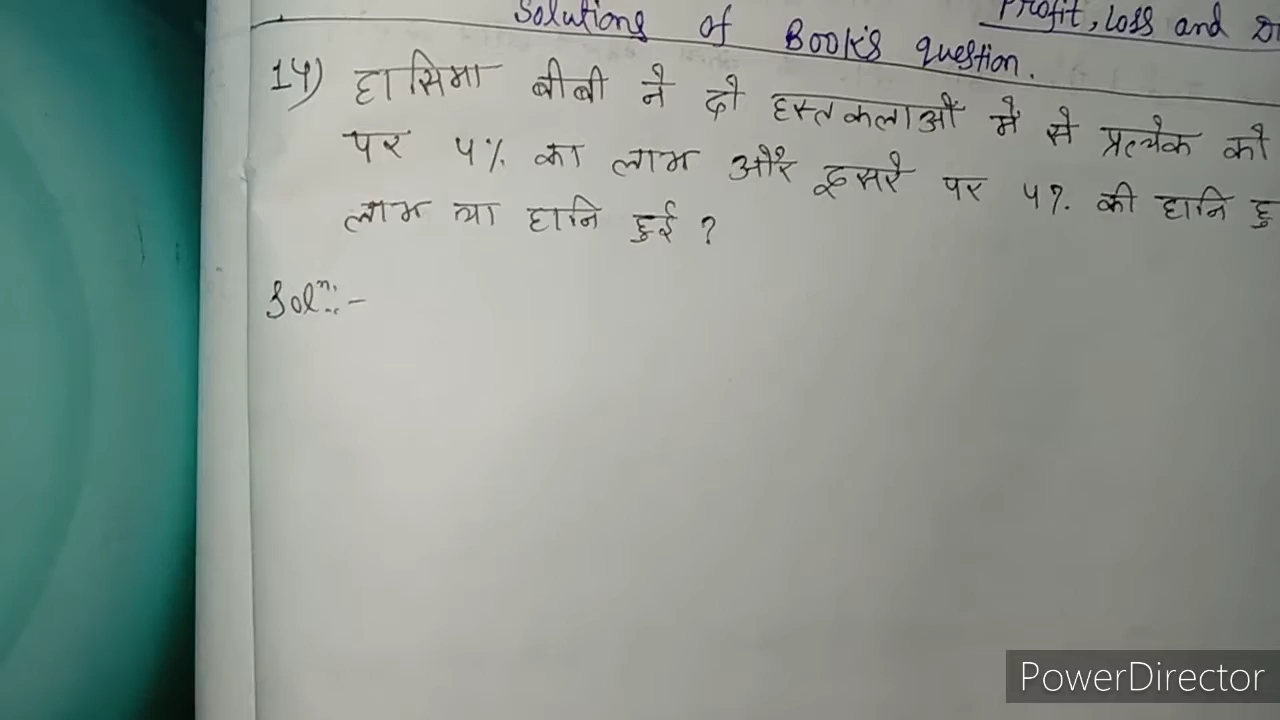 Solutions of Book's question. Profit, Loss and
14) हासिमा बीबी ने दो हस्तकलाओं में से प्रत्येक को
पर 4% का लाभ और दूसरे पर 4%. की हानि हु
लाभ या हानि हुई ?
Solⁿ:-
PowerDirector